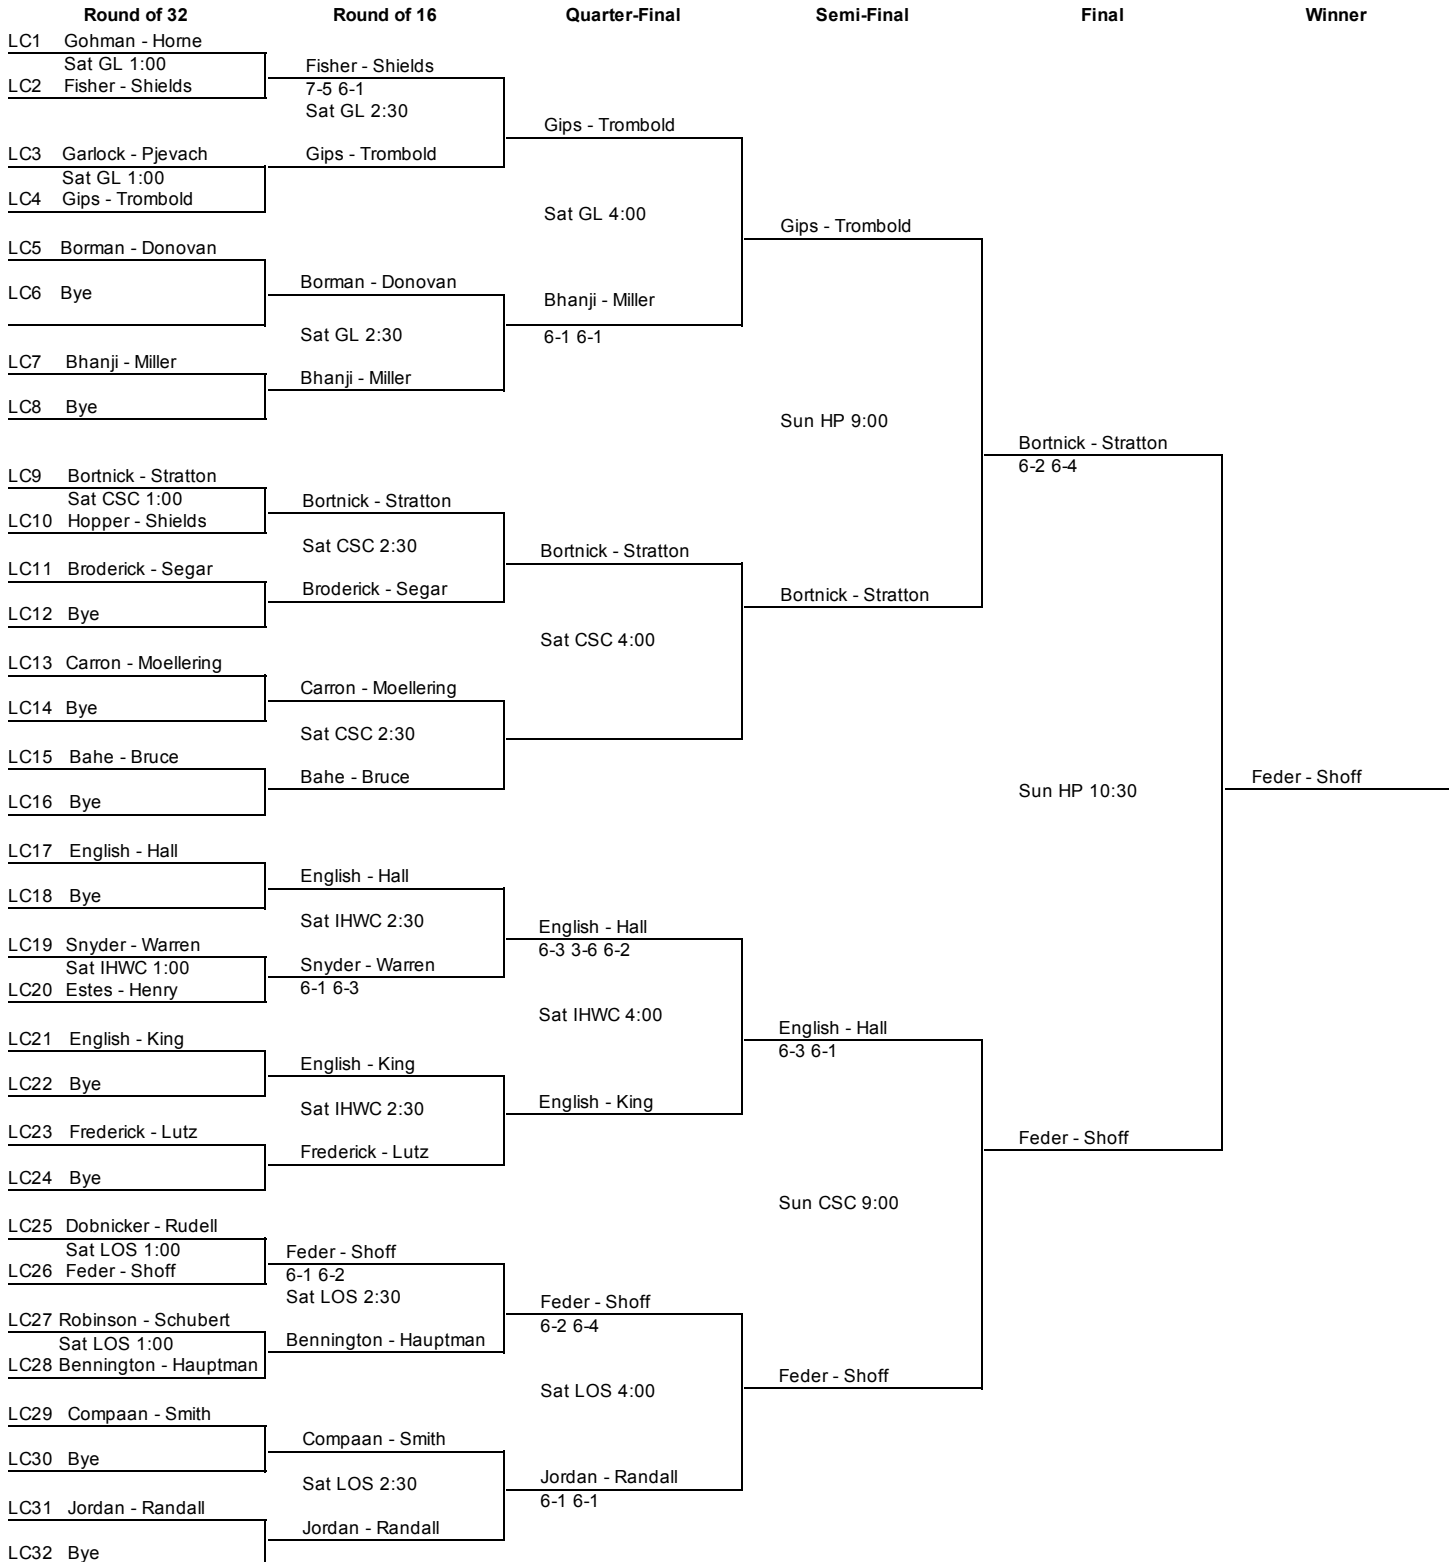 Round of 32 Round of 16 Quarter-Final Semi-Final Final Winner
LC1 Gohman - Horne
Sat GL 1:00
LC2 Fisher - Shields
LC3 Garlock - Pjevach
Sat GL 1:00
LC4 Gips - Trombold
LC5 Borman - Donovan
LC6 Bye
LC7 Bhanji - Miller
LC8 Bye
LC9 Bortnick - Stratton
Sat CSC 1:00
LC10 Hopper - Shields
LC11 Broderick - Segar
LC12 Bye
LC13 Carron - Moellering
LC14 Bye
LC15 Bahe - Bruce
LC16 Bye
LC17 English - Hall
LC18 Bye
LC19 Snyder - Warren
Sat IHWC 1:00
LC20 Estes - Henry
LC21 English - King
LC22 Bye
LC23 Frederick - Lutz
LC24 Bye
LC25 Dobnicker - Rudell
Sat LOS 1:00
LC26 Feder - Shoff
LC27 Robinson - Schubert
Sat LOS 1:00
LC28 Bennington - Hauptman
LC29 Compaan - Smith
LC30 Bye
LC31 Jordan - Randall
LC32 Bye
Fisher - Shields
7-5 6-1
Sat GL 2:30
Gips - Trombold
Borman - Donovan
Sat GL 2:30
Bhanji - Miller
Bortnick - Stratton
Sat CSC 2:30
Broderick - Segar
Carron - Moellering
Sat CSC 2:30
Bahe - Bruce
English - Hall
Sat IHWC 2:30
Snyder - Warren
6-1 6-3
English - King
Sat IHWC 2:30
Frederick - Lutz
Feder - Shoff
6-1 6-2
Sat LOS 2:30
Bennington - Hauptman
Compaan - Smith
Sat LOS 2:30
Jordan - Randall
Gips - Trombold
Sat GL 4:00
Bhanji - Miller
6-1 6-1
Bortnick - Stratton
Sat CSC 4:00
English - Hall
6-3 3-6 6-2
Sat IHWC 4:00
English - King
Feder - Shoff
6-2 6-4
Sat LOS 4:00
Jordan - Randall
6-1 6-1
Gips - Trombold
Sun HP 9:00
Bortnick - Stratton
English - Hall
6-3 6-1
Sun CSC 9:00
Feder - Shoff
Bortnick - Stratton
6-2 6-4
Sun HP 10:30
Feder - Shoff
Feder - Shoff